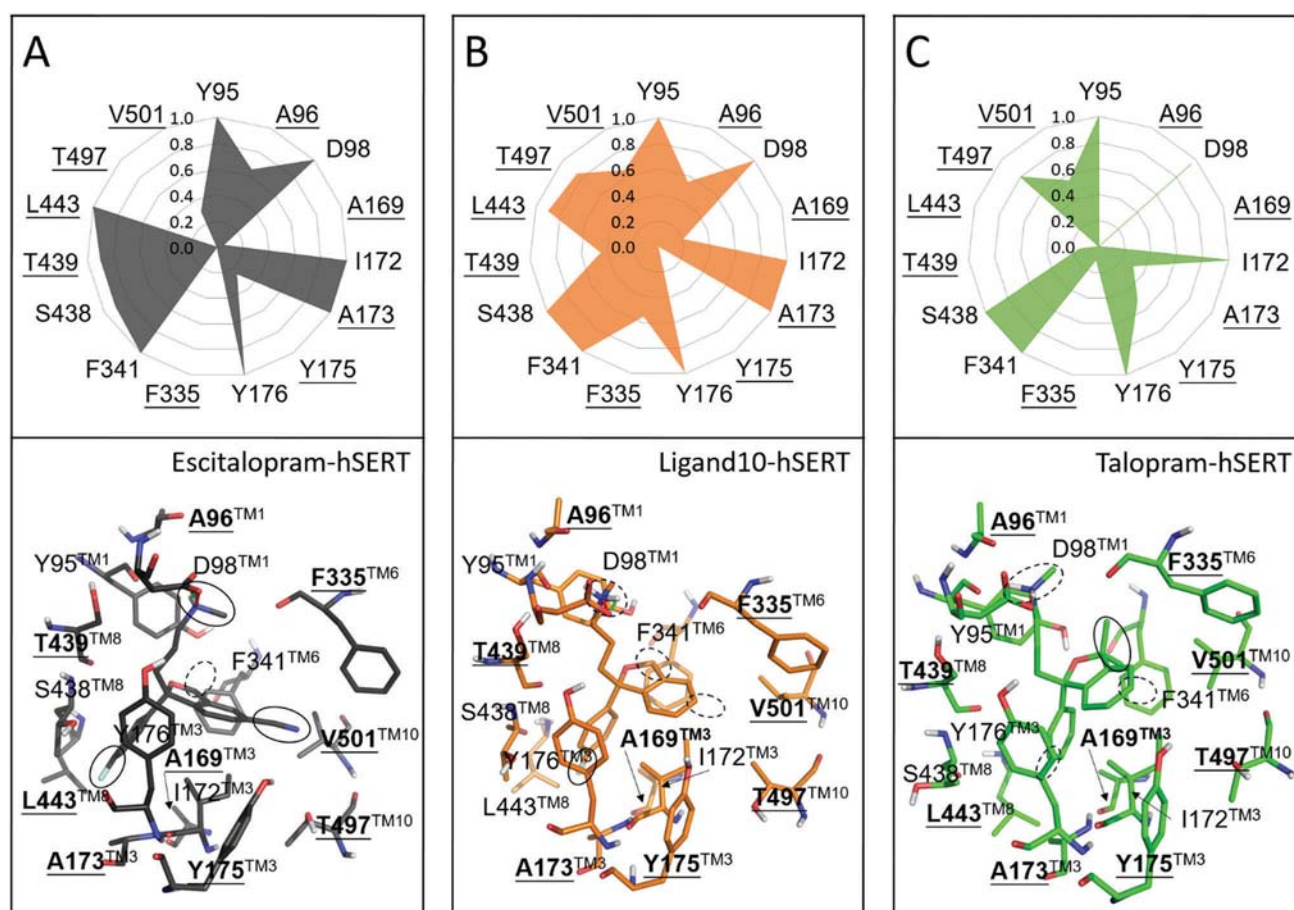 A
Y95
V501
A96
1.0
T497
0.8
D98
0.6
L443
0.4
A169
0.2
T439
0.0
I172
S438
A173
F341
Y175
F335
Y176
B
Y95
V501
A96
1.0
T497
0.8
D98
0.6
L443
0.4
A169
0.2
T439
0.0
I172
S438
A173
F341
Y175
F335
Y176
C
Y95
V501
A96
1.0
T497
0.8
D98
0.6
L443
0.4
A169
0.2
T439
0.0
I172
S438
A173
F341
Y175
F335
Y176
Escitalopram-hSERT
A96TM1
Y95TM1
D98TM1
F335TM6
T439TM8
F341TM6
S438TM8
Y176TM3
V501TM10
A169TM3
I172TM3
L443TM8
T497TM10
A173TM3
Y175TM3
Ligand10-hSERT
A96TM1
Y95TM1
D98TM1
F335TM6
T439TM8
F341TM6
S438TM8
V501TM10
Y176TM3
A169TM3
I172TM3
L443TM8
T497TM10
A173TM3
Y175TM3
Talopram-hSERT
A96TM1
D98TM1
F335TM6
Y95TM1
T439TM8
V501TM10
F341TM6
Y176TM3
A169TM3
T497TM10
S438TM8
L443TM8
I172TM3
A173TM3
Y175TM3